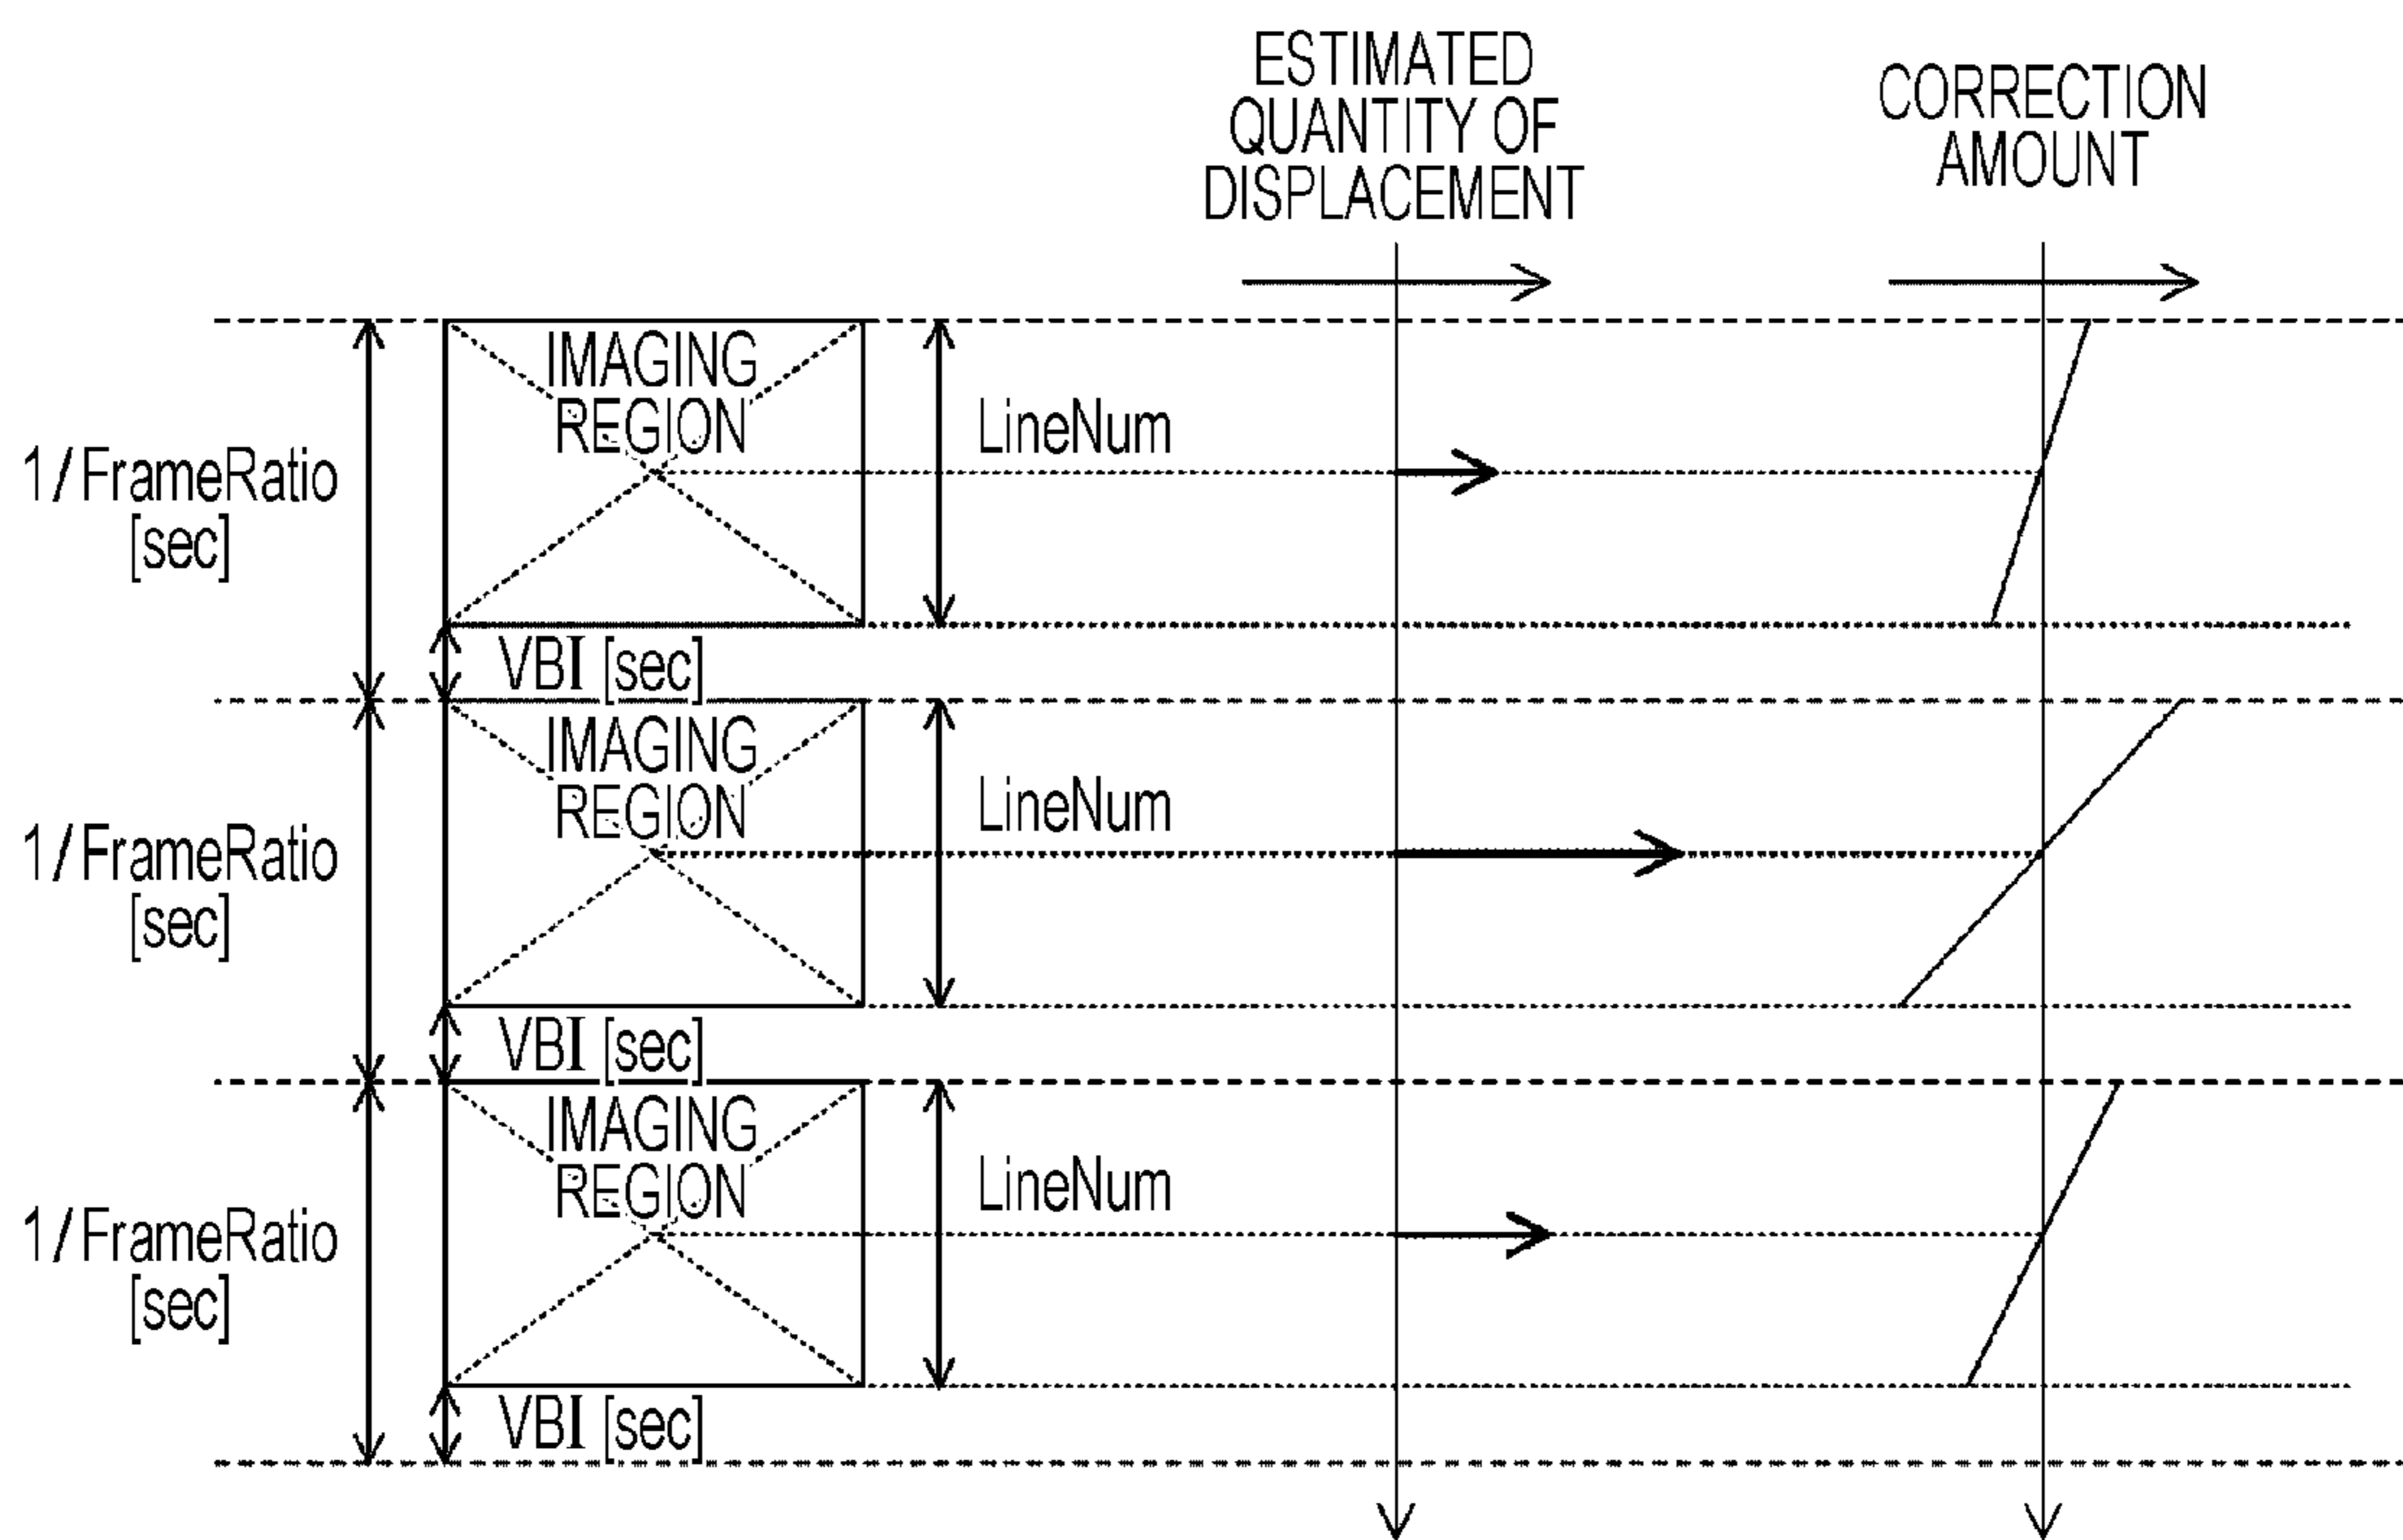 ESTIMATED
QUANTITY OF
DISPLACEMENT
CORRECTION
AMOUNT
IMAGING
REGION
LineNum
1/FrameRatio
[sec]
VBI [sec]
IMAGING
REGION
LineNum
1/FrameRatio
[sec]
VBI [sec]
IMAGING
REGION
LineNum
1/FrameRatio
[sec]
VBI [sec]